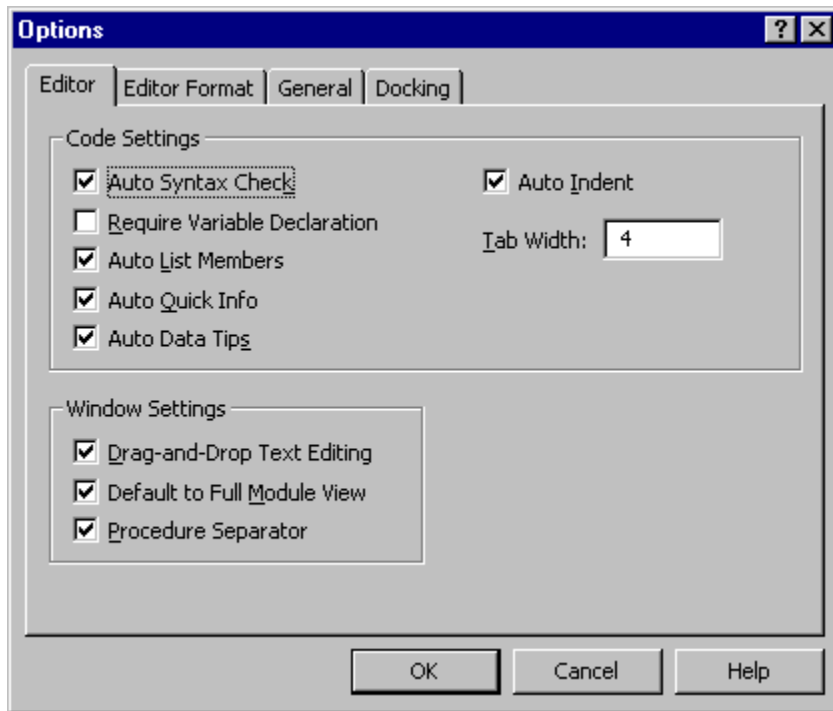 Options
Editor Editor Format General Docking
Code Settings
Auto Syntax Check
Auto Indent
Require Variable Declaration
Tab Width: 4
Auto List Members
Auto Quick Info
Auto Data Tips
Window Settings
Drag-and-Drop Text Editing
Default to Full Module View
Procedure Separator
OK Cancel Help